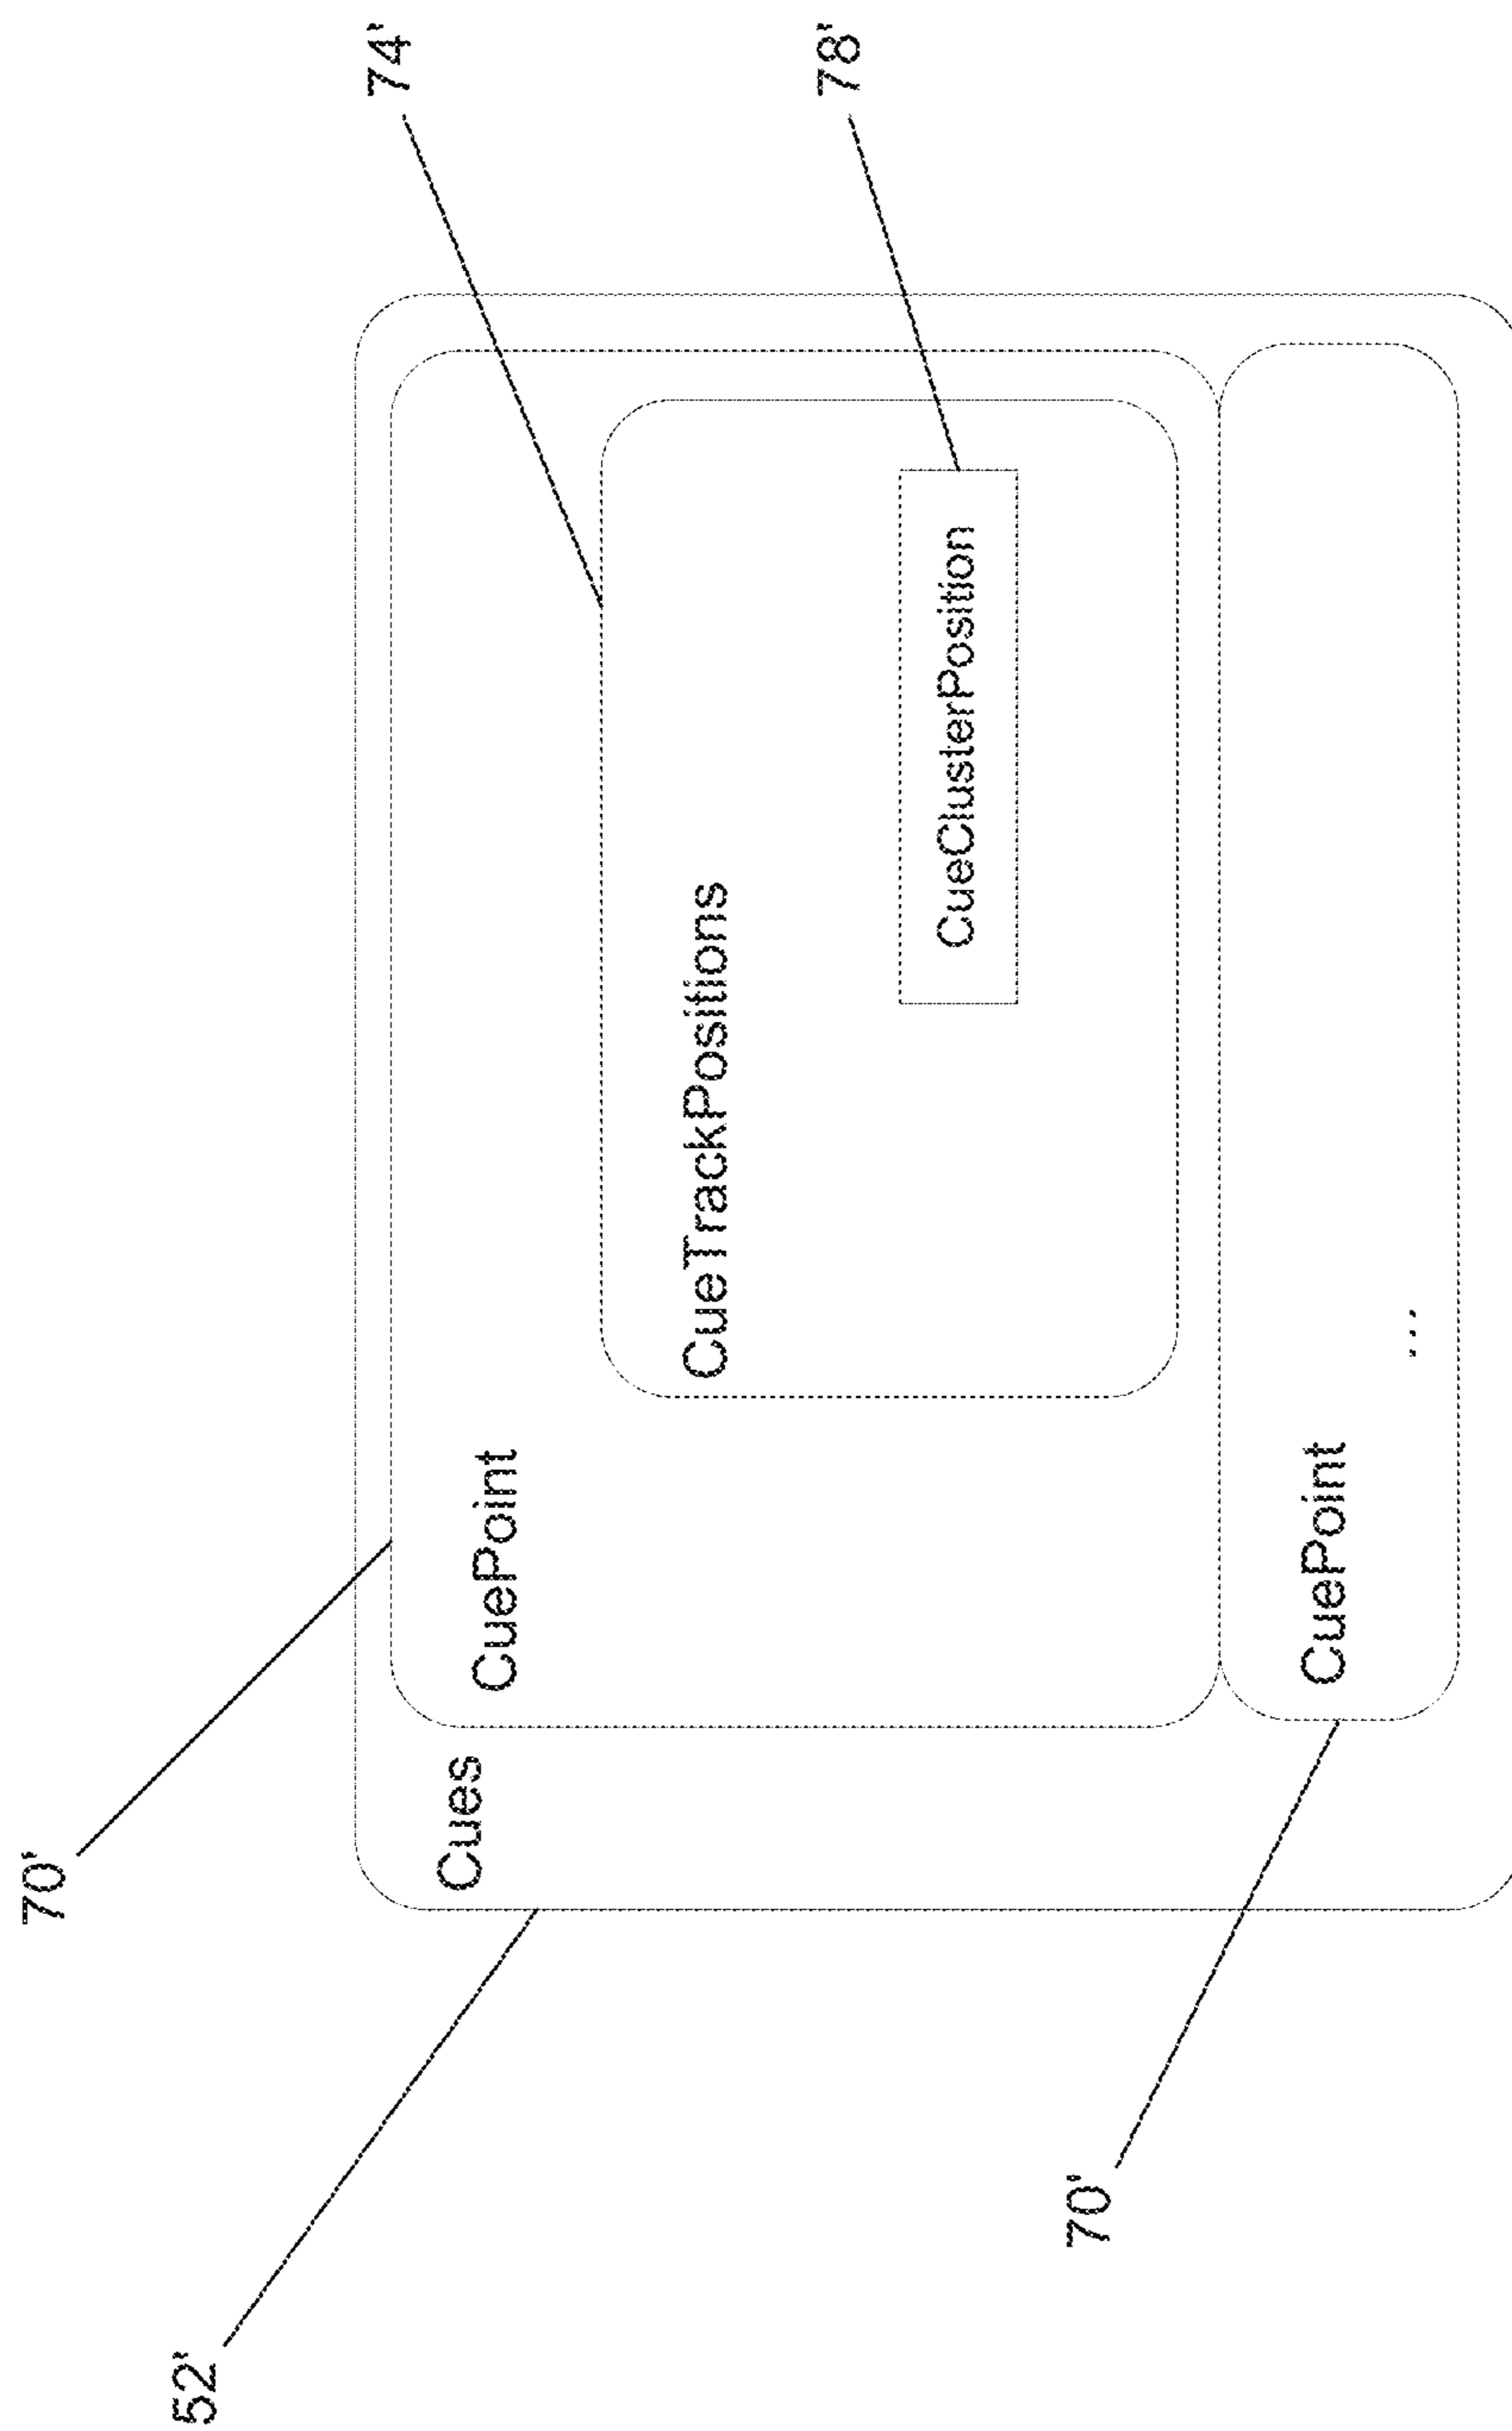 70'
52'
Cues
CuePoint
74'
CueTrackPositions
78'
CueClusterPosition
70'
CuePoint
...